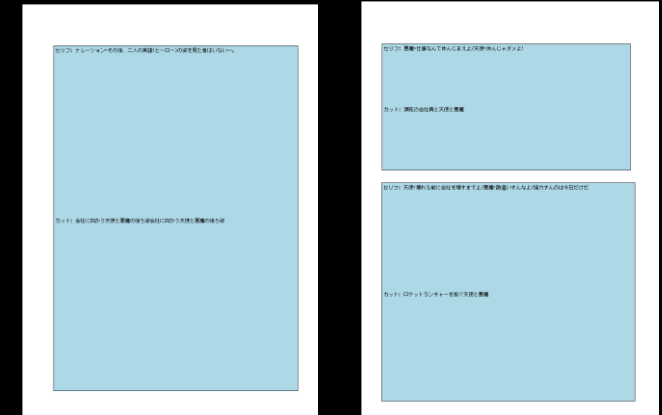 セリフ: 悪魔・仕事なんて休んじまえよ/天使・休んじゃダメよ!
カット: 瀕死の会社員と天使と悪魔
セリフ: 天使・壊れる前に会社を壊すまでよ/悪魔・勘違いすんなよ/協力すんのは今日だけだ
カット: ロケットランチャーを担ぐ天使と悪魔
セリフ: ナレーション・その後、二人の英雄(ヒーロー)の姿を見た者はいない…。
カット: 会社に向かう天使と悪魔の後ろ姿会社に向かう天使と悪魔の後ろ姿